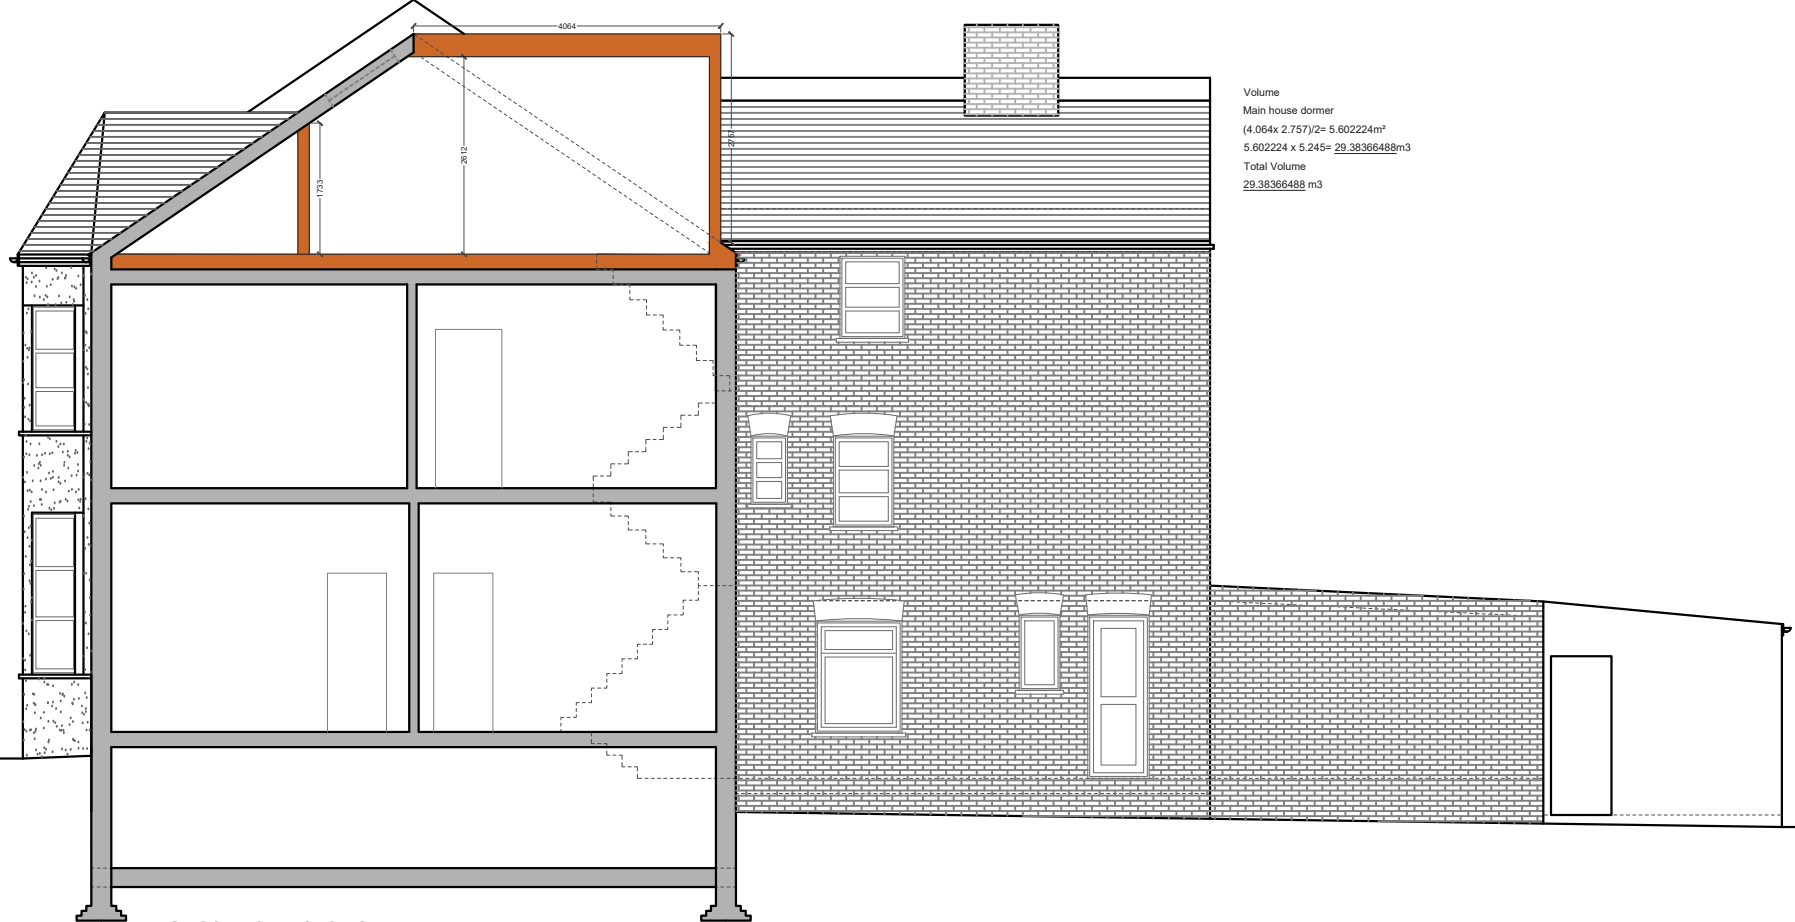 4064
2757
2612
1733
Volume
Main house dormer
(4.064x 2.757)/2= 5.602224m²
5.602224 x 5.245= 29.38366488m3
Total Volume
29.38366488 m3